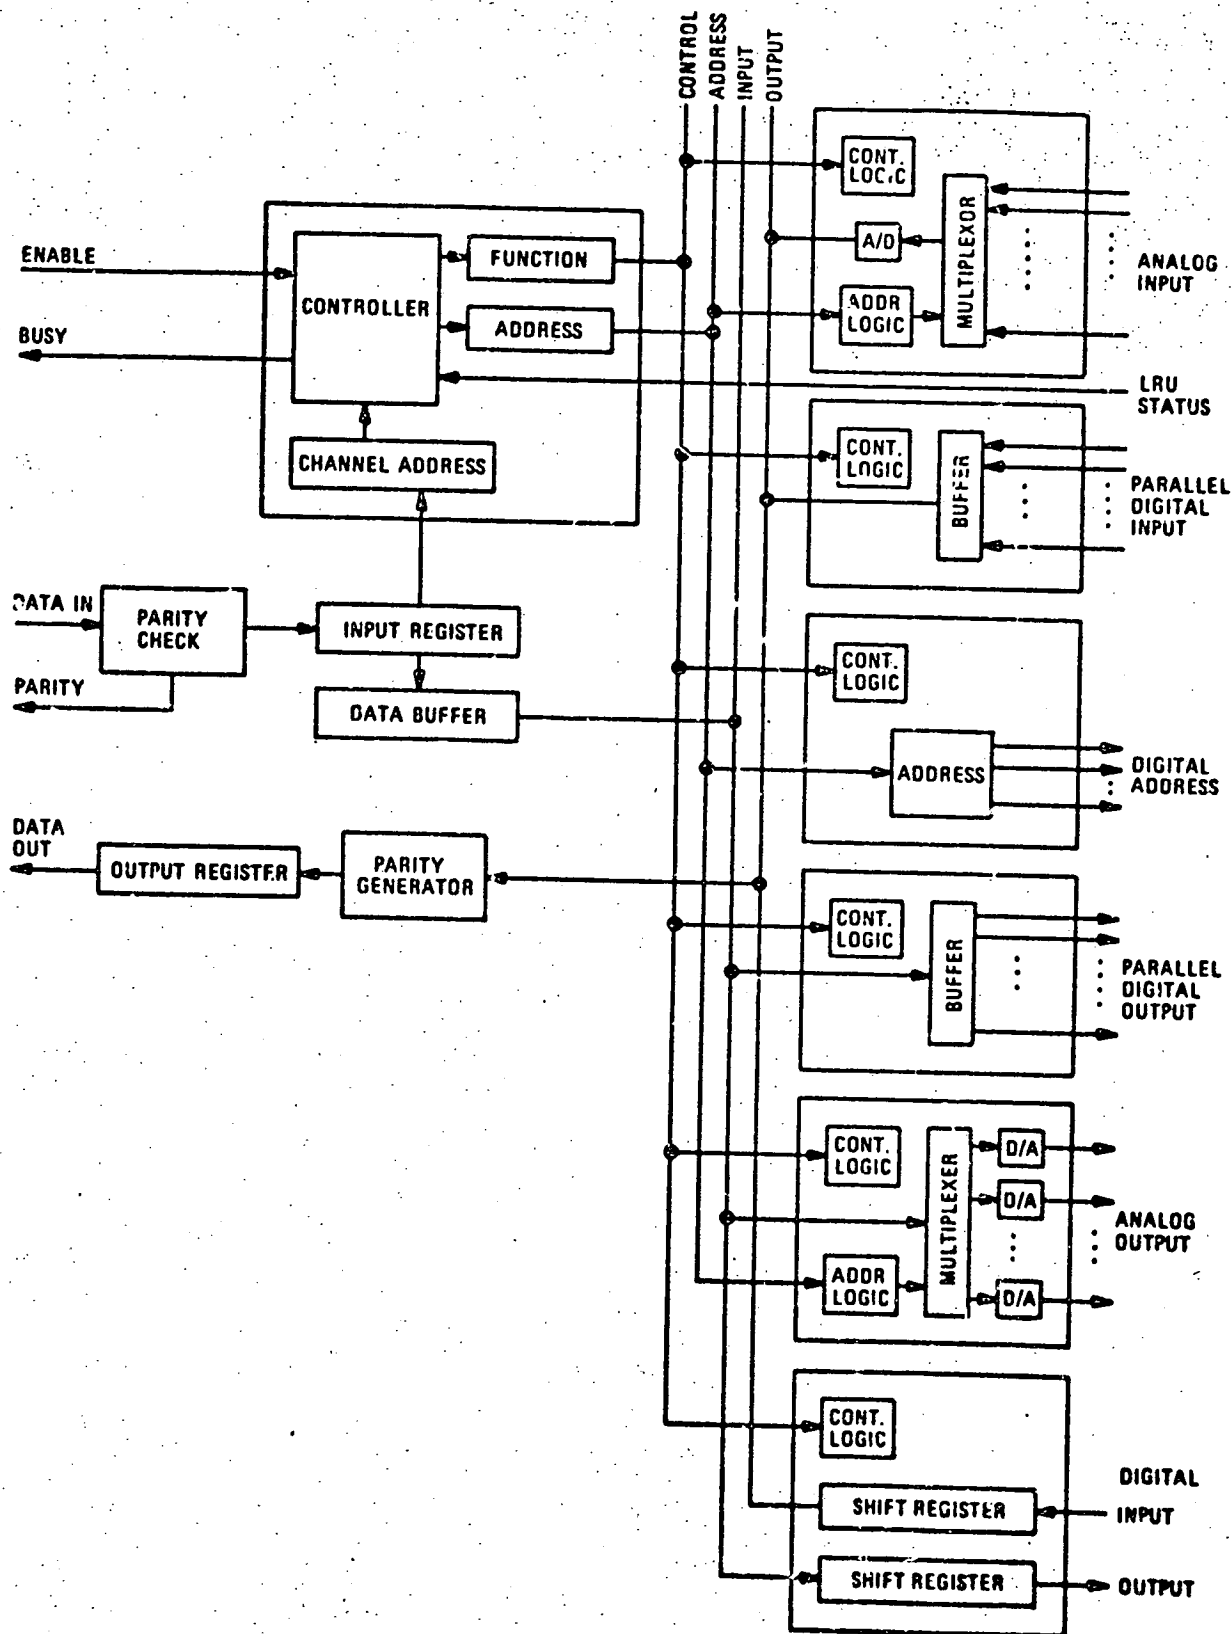 CONTROL
ADDRESS
INPUT
OUTPUT
CONT.
LOGIC
A/D
ADDR
LOGIC
MULTIPLEXOR
ANALOG
INPUT
ENABLE
BUSY
CONTROLLER
FUNCTION
ADDRESS
CHANNEL ADDRESS
LRU
STATUS
CONT.
LOGIC
BUFFER
PARALLEL
DIGITAL
INPUT
DATA IN
PARITY
CHECK
PARITY
INPUT REGISTER
DATA BUFFER
CONT.
LOGIC
ADDRESS
DIGITAL
ADDRESS
DATA
OUT
OUTPUT REGISTER
PARITY
GENERATOR
CONT.
LOGIC
BUFFER
PARALLEL
DIGITAL
OUTPUT
CONT.
LOGIC
MULTIPLEXER
D/A
D/A
D/A
ADDR
LOGIC
ANALOG
OUTPUT
CONT.
LOGIC
SHIFT REGISTER
SHIFT REGISTER
DIGITAL
INPUT
OUTPUT